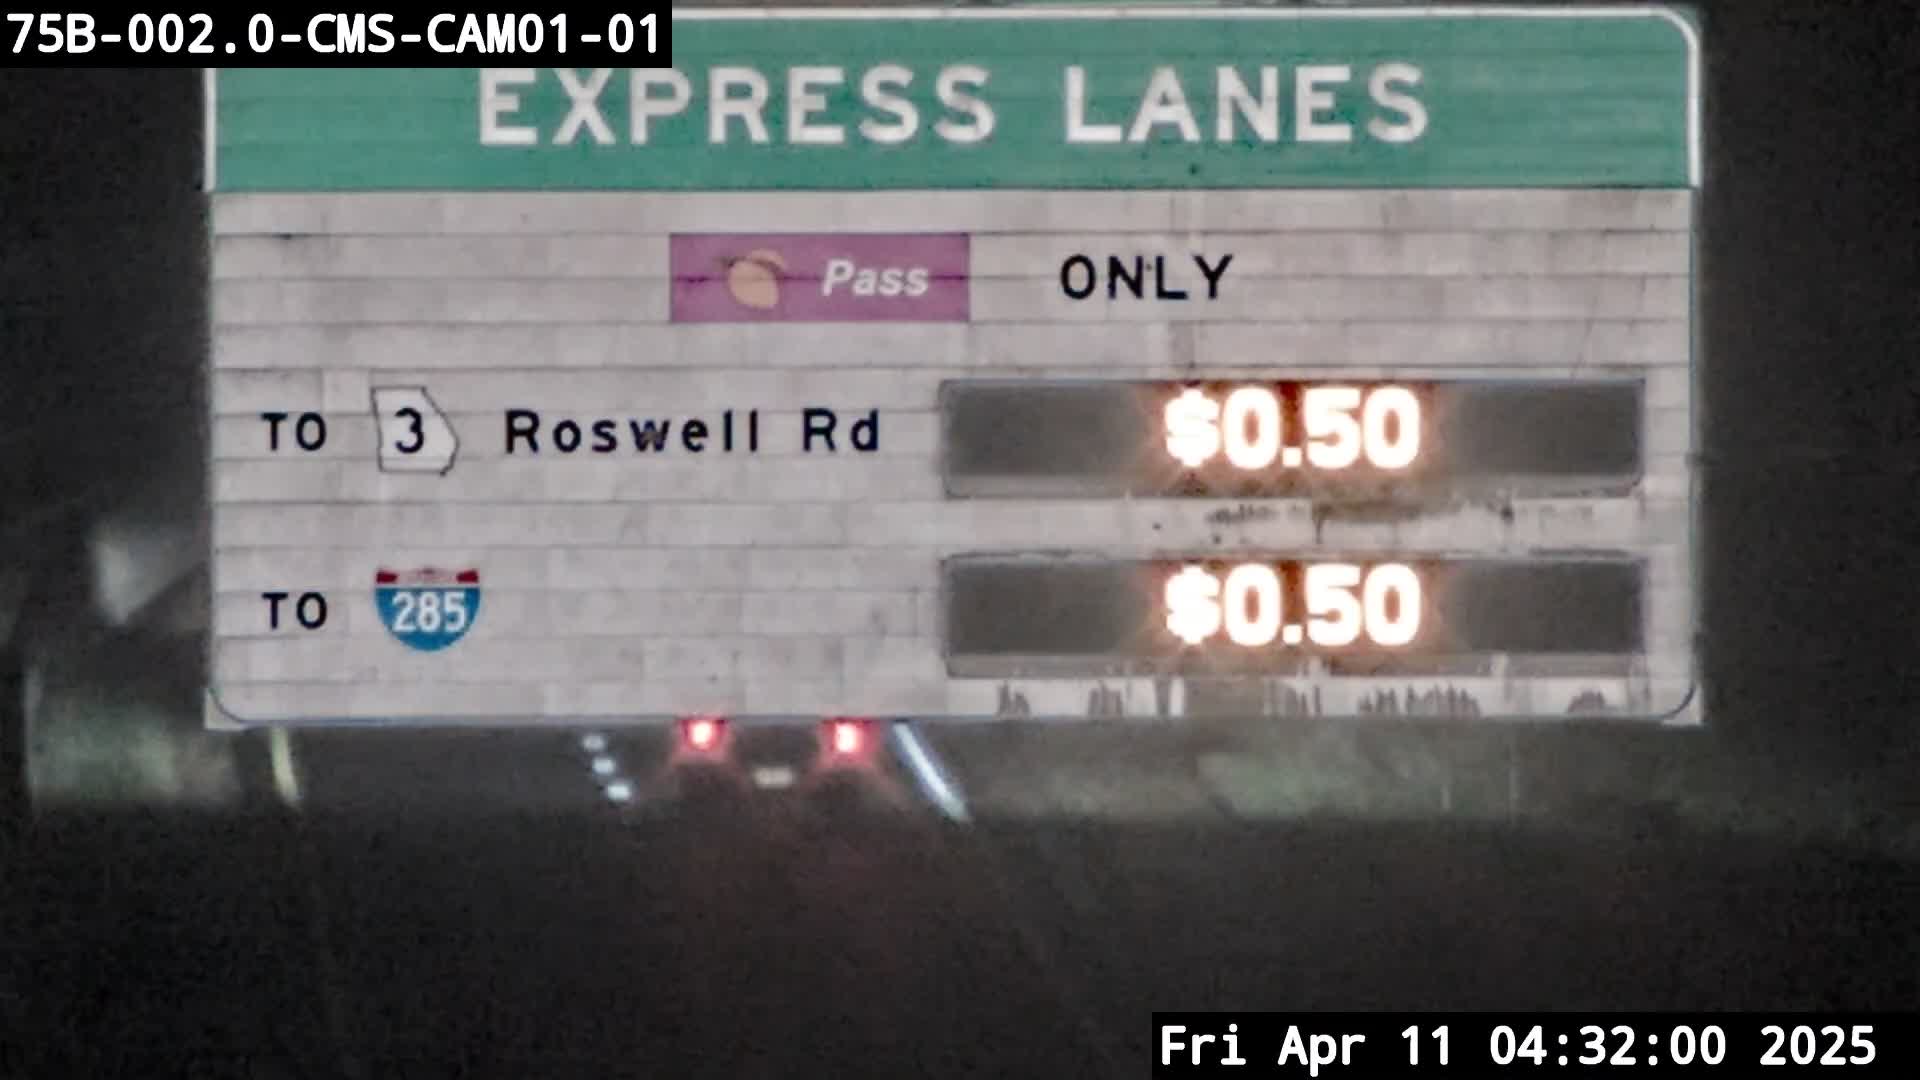 75B-002.0-CMS-CAM01-01
EXPRESS LANES
Pass ONLY
TO 3 Roswell Rd $0.50
TO 285 $0.50
Fri Apr 11 04:32:00 2025